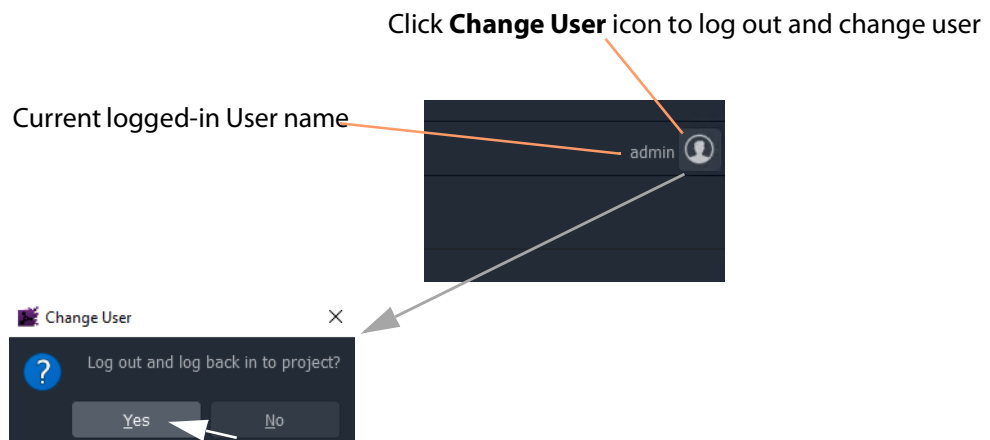 Click Change User icon to log out and change user
Current logged-in User name
admin
Change User
Log out and log back in to project?
Yes No